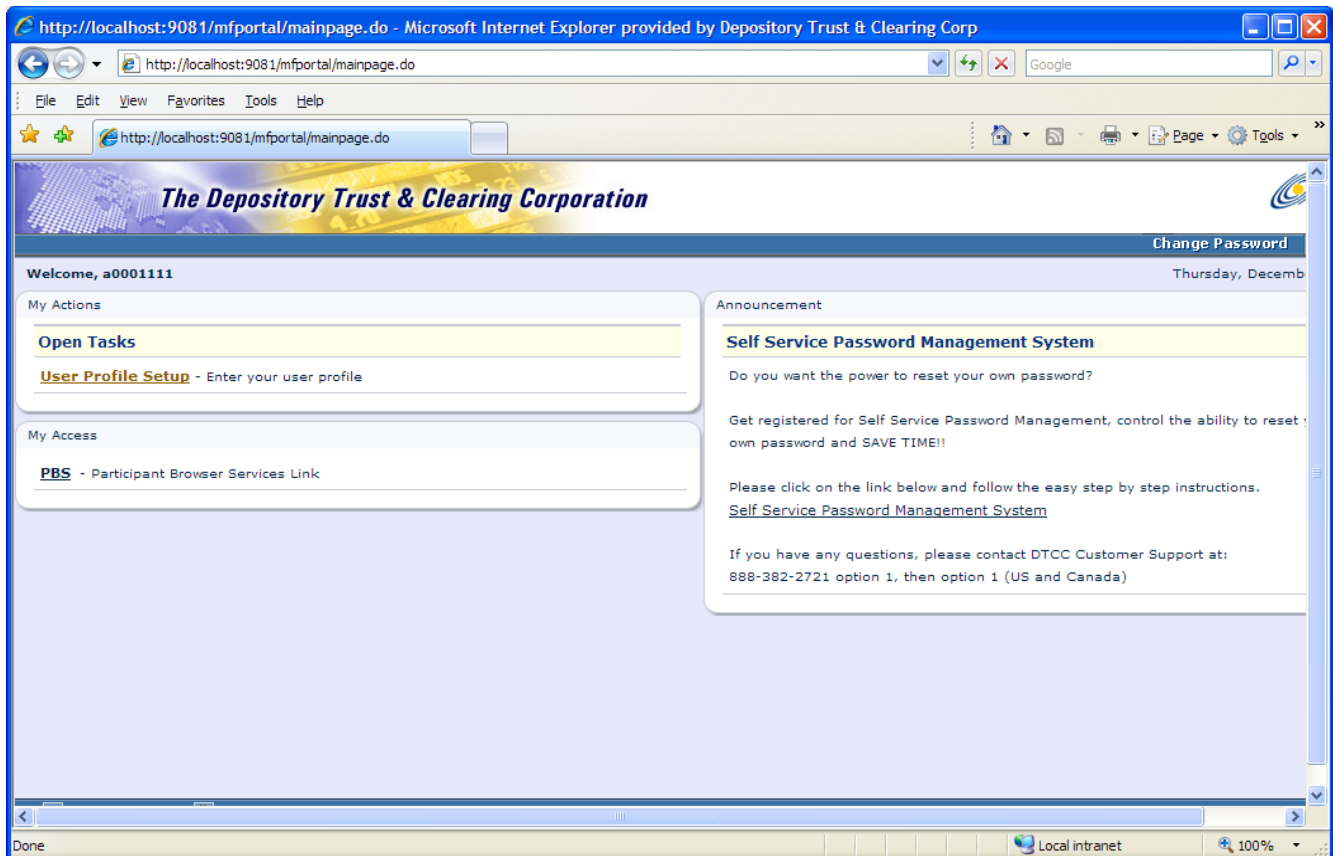 http://localhost:9081/mfportal/mainpage.do - Microsoft Internet Explorer provided by Depository Trust & Clearing Corp
http://localhost:9081/mfportal/mainpage.do
Google
File Edit View Favorites Tools Help
http://localhost:9081/mfportal/mainpage.do
Page Tools
The Depository Trust & Clearing Corporation
Change Password
Welcome, a0001111
Thursday, Decemb
My Actions
Open Tasks
User Profile Setup - Enter your user profile
My Access
PBS - Participant Browser Services Link
Announcement
Self Service Password Management System
Do you want the power to reset your own password?
Get registered for Self Service Password Management, control the ability to reset
own password and SAVE TIME!!
Please click on the link below and follow the easy step by step instructions.
Self Service Password Management System
If you have any questions, please contact DTCC Customer Support at:
888-382-2721 option 1, then option 1 (US and Canada)
Done
Local intranet
100%